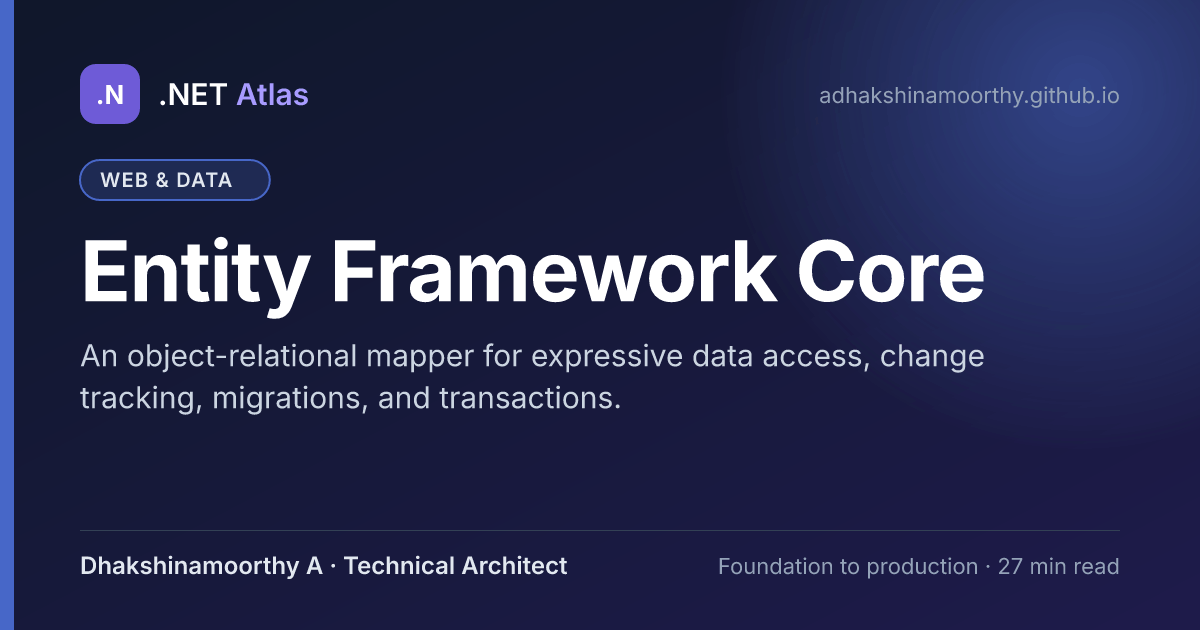 .N .NET Atlas
adhakshinamoorthy.github.io
WEB & DATA
Entity Framework Core
An object-relational mapper for expressive data access, change
tracking, migrations, and transactions.
Dhakshinamoorthy A · Technical Architect
Foundation to production · 27 min read